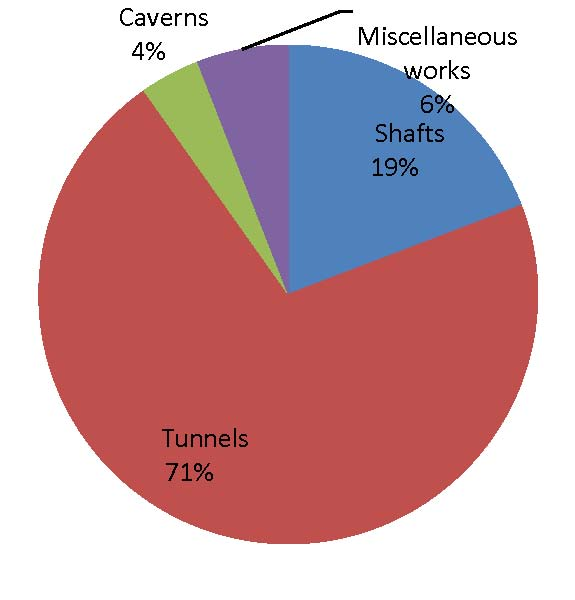 Caverns
4%
Miscellaneous
works
6%
Shafts
19%
Tunnels
71%